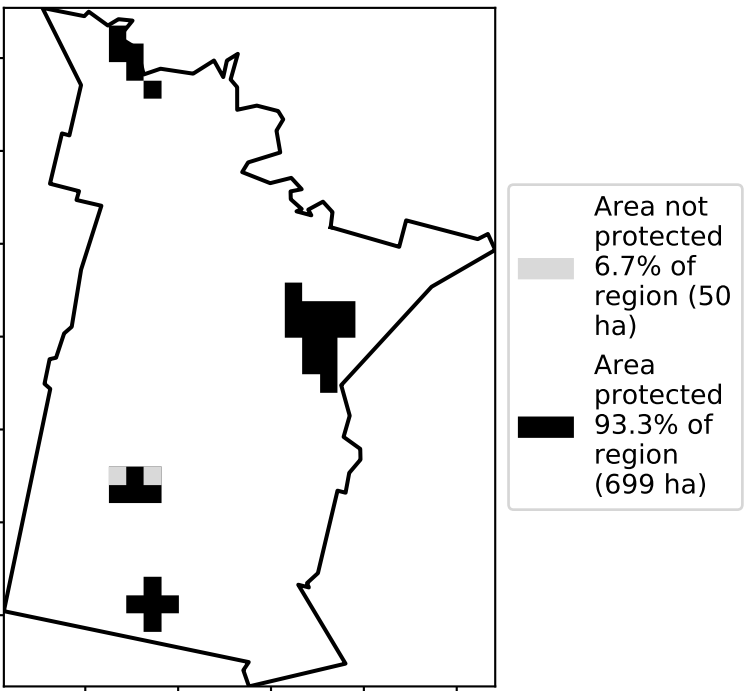 Area not
protected
6.7% of
region (50
ha)
Area
protected
93.3% of
region
(699 ha)